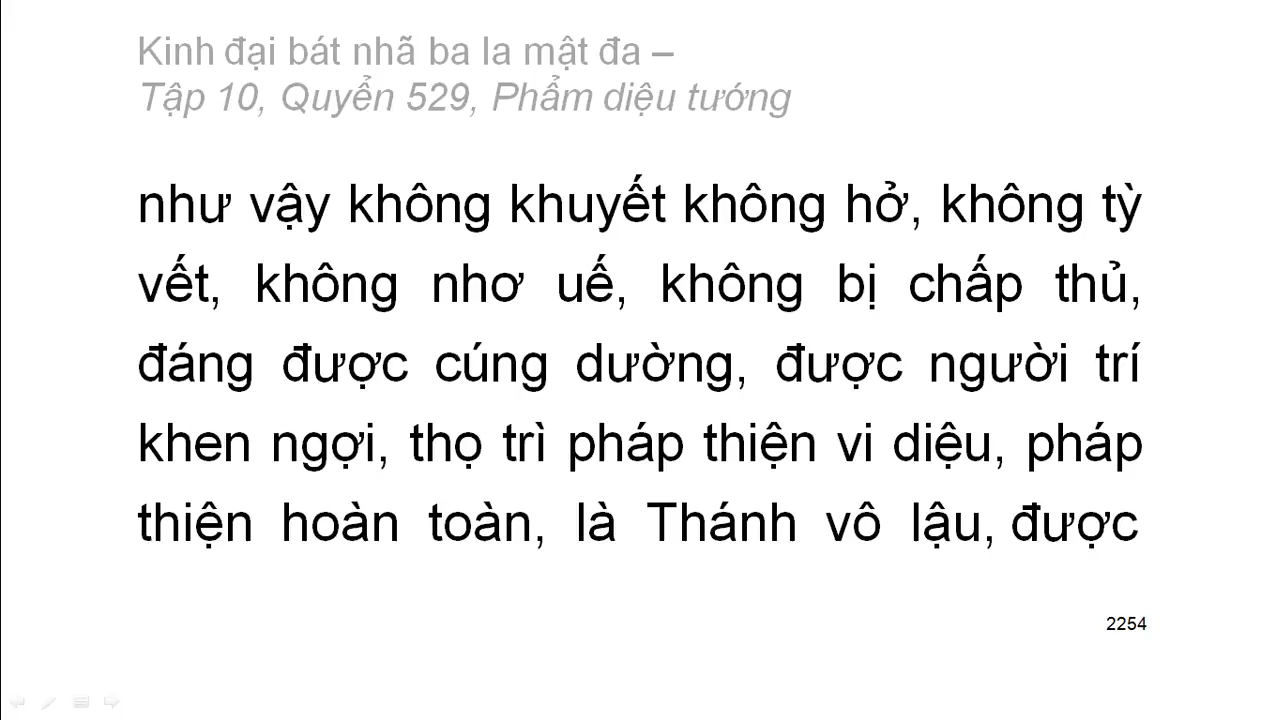 Kinh đại bát nhã ba la mật đa –
Tập 10, Quyển 529, Phẩm diệu tướng
như vậy không khuyết không hở, không tỳ
vết, không nhơ uế, không bị chấp thủ,
đáng được cúng dường, được người trí
khen ngợi, thọ trì pháp thiện vi diệu, pháp
thiện hoàn toàn, là Thánh vô lậu, được
2254